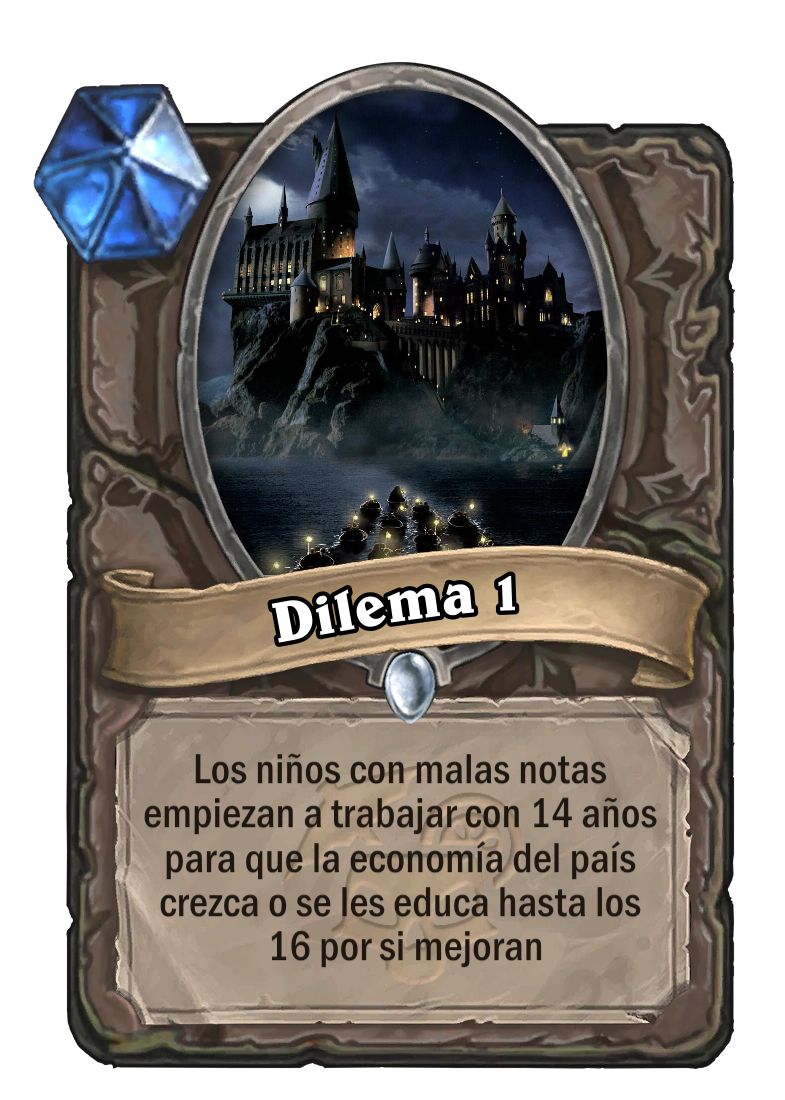 Dilema 1
Los niños con malas notas
empiezan a trabajar con 14 años
para que la economía del país
crezca o se les educa hasta los
16 por si mejoran